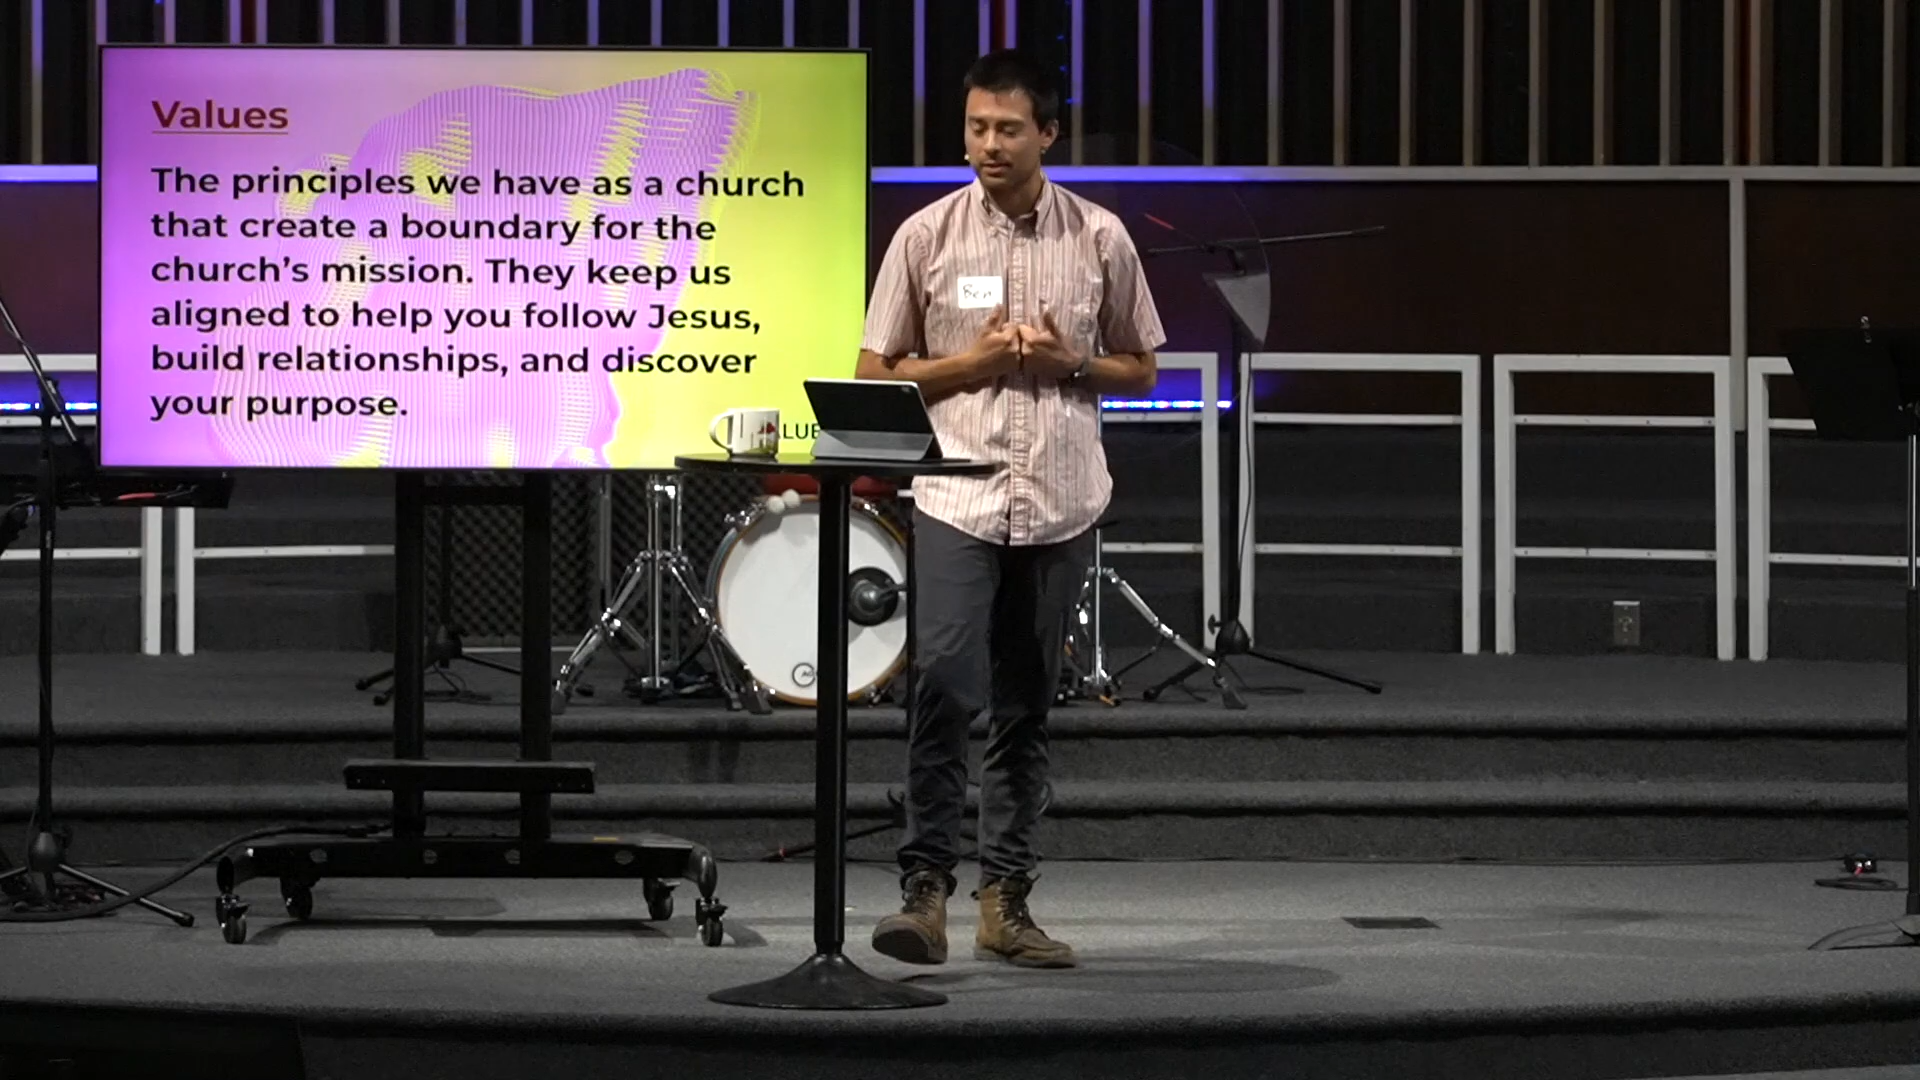 Values
The principles we have as a church
that create a boundary for the
church's mission. They keep us
aligned to help you follow Jesus,
build relationships, and discover
your purpose.
Ben